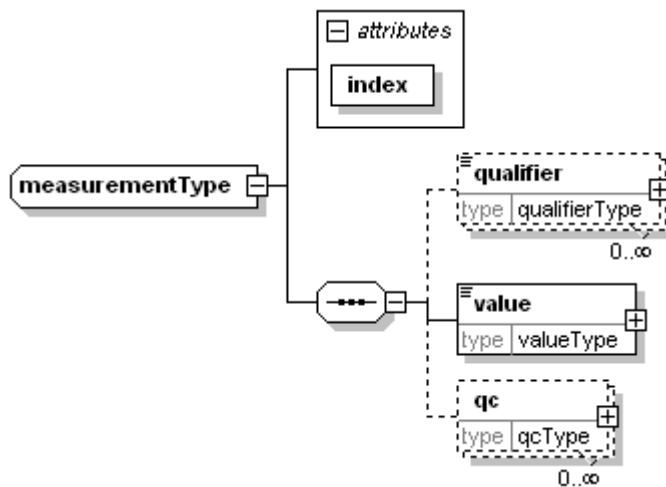 attributes
index
measurementType
qualifier
type qualifierType
0..∞
value
type valueType
qc
type qcType
0..∞